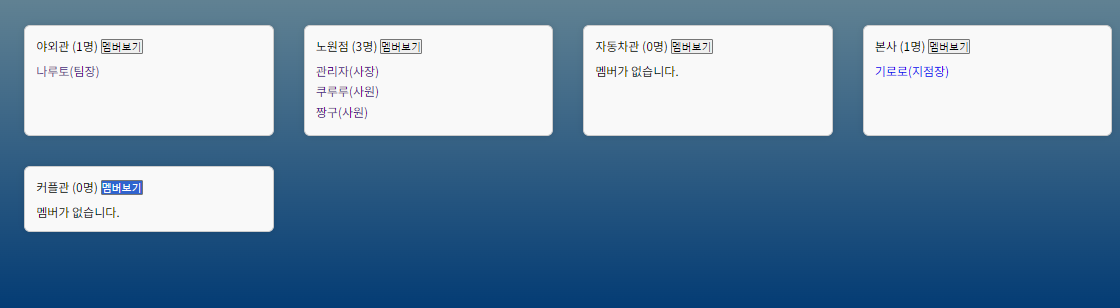 야외관 (1명) 멤버보기
나루토(팀장)
노원점 (3명) 멤버보기
관리자(사장)
쿠루루(사원)
짱구(사원)
자동차관 (0명) 멤버보기
멤버가 없습니다.
본사 (1명) 멤버보기
기로로(지점장)
커플관 (0명) 멤버보기
멤버가 없습니다.